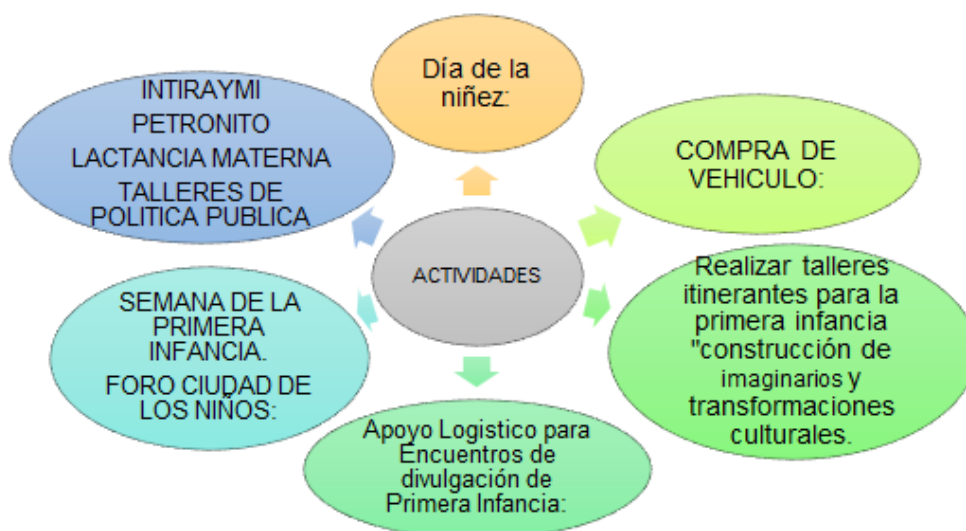 Día de la
niñez:
INTIRAYMI
PETRONITO
LACTANCIA MATERNA
TALLERES DE
POLITICA PUBLICA
COMPRA DE
VEHICULO:
ACTIVIDADES
SEMANA DE LA
PRIMERA
INFANCIA.
FORO CIUDAD DE
LOS NIÑOS:
Realizar talleres
itinerantes para la
primera infancia
"construcción de
imaginarios y
transformaciones
culturales.
Apoyo Logistico para
Encuentros de
divulgación de
Primera Infancia: